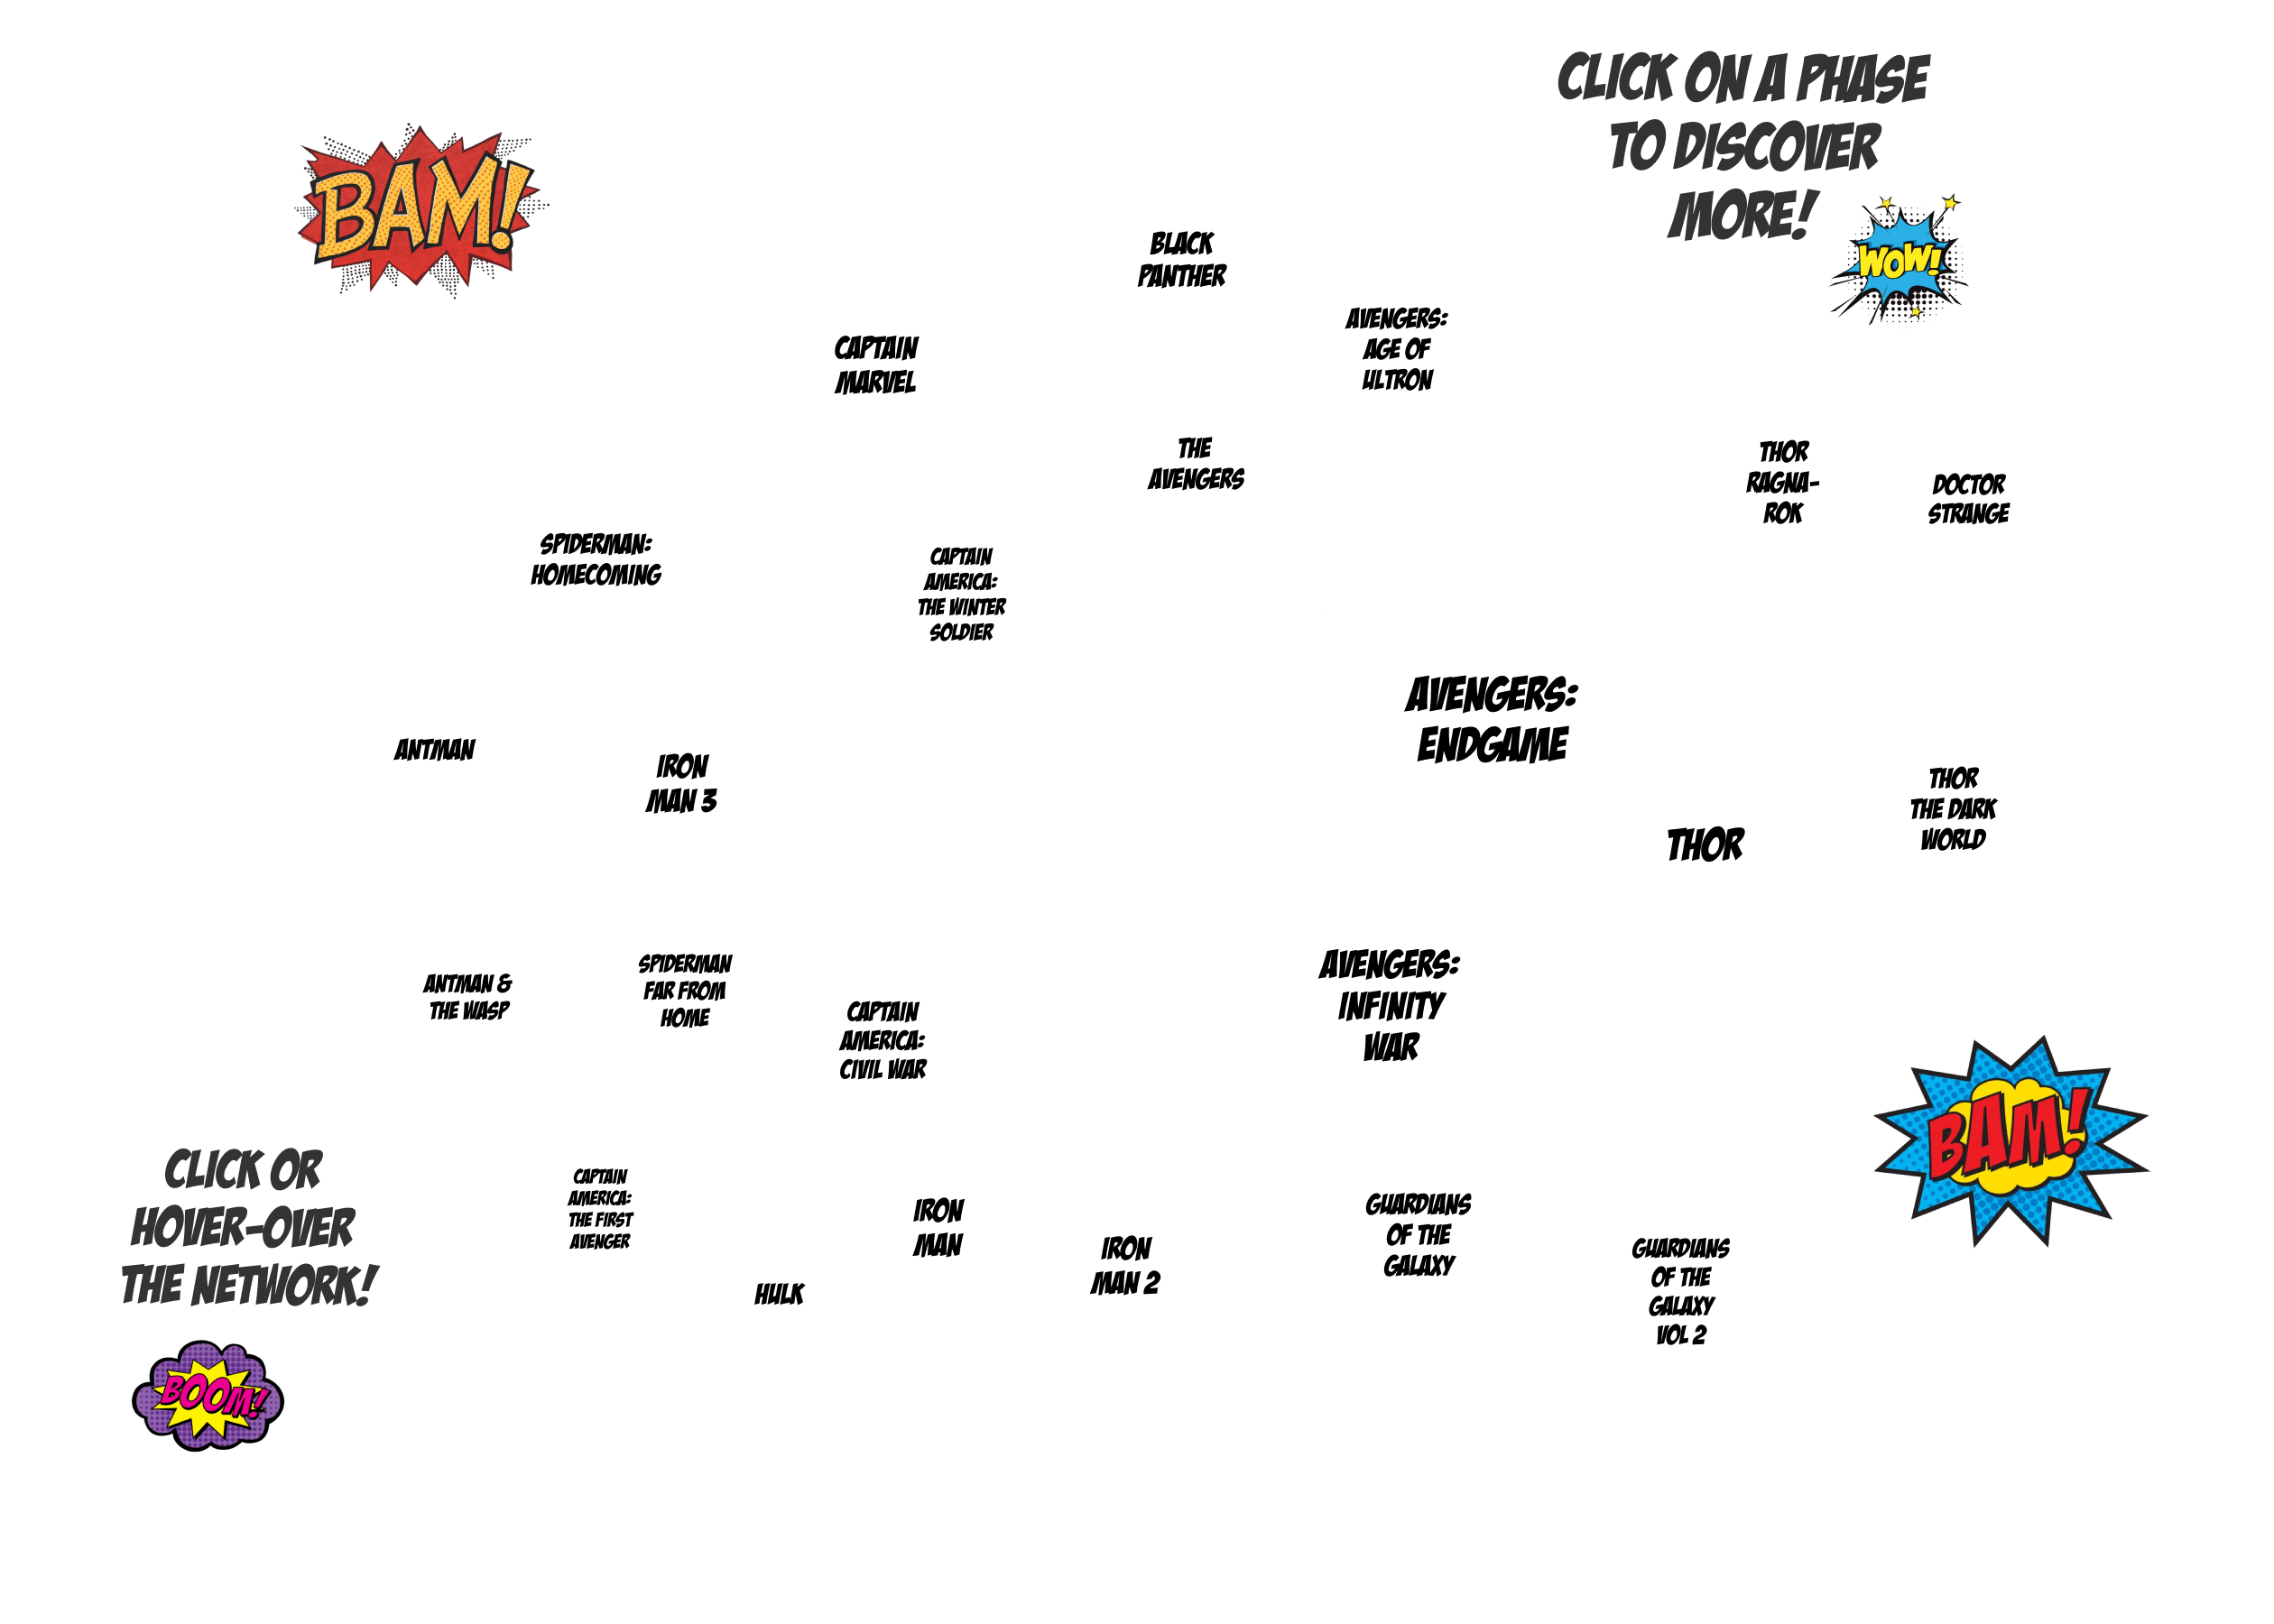 CLICK ON A PHASE
TO DISCOVER
MORE!
WOW!
BAM!
BLACK
PANTHER
AVENGERS:
AGE OF
ULTRON
CAPTAIN
MARVEL
THE
AVENGERS
THOR
RAGNA-
ROK
DOCTOR
STRANGE
SPIDERMAN:
HOMECOMING
CAPTAIN
AMERICA:
THE WINTER
SOLDIER
AVENGERS:
ENDGAME
ANTMAN
IRON
MAN 3
THOR
THE DARK
WORLD
THOR
SPIDERMAN
FAR FROM
HOME
ANTMAN &
THE WASP
CAPTAIN
AMERICA:
CIVIL WAR
AVENGERS:
INFINITY
WAR
BAM!
CLICK OR
HOVER-OVER
THE NETWORK!
BOOM!
CAPTAIN
AMERICA:
THE FIRST
AVENGER
HULK
IRON
MAN
IRON
MAN 2
GUARDIANS
OF THE
GALAXY
GUARDIANS
OF THE
GALAXY
VOL 2